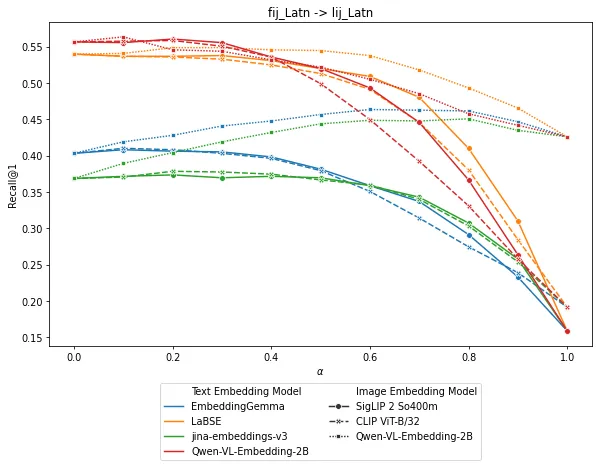 fij_Latn -> lij_Latn
Recall@1
0.55
0.50
0.45
0.40
0.35
0.30
0.25
0.20
0.15
0.0 0.2 0.4 0.6 0.8 1.0
α
Text Embedding Model
EmbeddingGemma
LaBSE
jina-embeddings-v3
Qwen-VL-Embedding-2B
Image Embedding Model
SigLIP 2 So400m
CLIP ViT-B/32
Qwen-VL-Embedding-2B